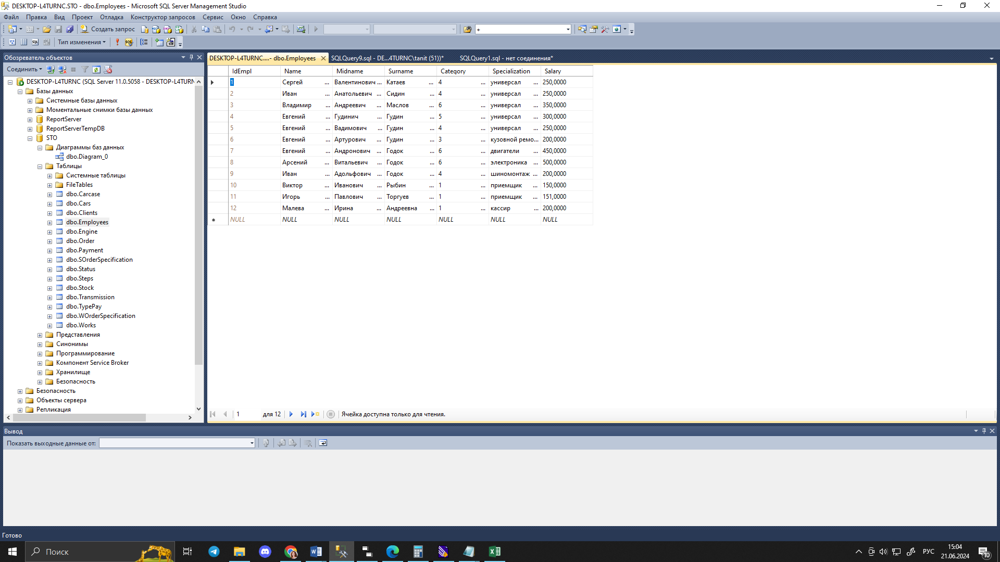 DESKTOP-L4TURNC.STO - dbo.Employees - Microsoft SQL Server Management Studio
Файл Правка Вид Проект Отладка Конструктор запросов Сервис Окно Справка
Создать запрос +
Тип изменения
Обозреватель объектов
Соединить
DESKTOP-L4TURNC (SQL Server 11.0.5058 - DESKTOP-L4TURN
Базы данных
Системные базы данных
Моментальные снимки базы данных
ReportServer
ReportServerTempDB
STO
Диаграммы баз данных
dbo.Diagram_0
Таблицы
Системные таблицы
FileTables
dbo.Carcase
dbo.Cars
dbo.Clients
dbo.Employees
dbo.Engine
dbo.Order
dbo.Payment
dbo.SOrderSpecification
dbo.Status
dbo.Steps
dbo.Stock
dbo.Transmission
dbo.TypePay
dbo.WOrderSpecification
dbo.Works
Представления
Синонимы
Программирование
Компонент Service Broker
Хранилище
Безопасность
Безопасность
Объекты сервера
Репликация
DESKTOP-L4TURNC....- dbo.Employees SQLQuery9.sql - DE...4TURNC\tanit (51))* SQLQuery1.sql - нет соединения*
IdEmpl Name Midname Surname Category Specialization Salary
1 Сергей ... Валентинович ... Катаев ... 4 ... универсал ... 250,0000
2 Иван ... Анатольевич ... Сидин ... 4 ... универсал ... 250,0000
3 Владимир ... Андреевич ... Маслов ... 6 ... универсал ... 350,0000
4 Евгений ... Гудинич ... Гудин ... 5 ... универсал ... 300,0000
5 Евгений ... Вадимович ... Гудин ... 4 ... универсал ... 250,0000
6 Евгений ... Артурович ... Гудин ... 3 ... кузовной ремо... 200,0000
7 Евгений ... Андронович ... Годок ... 6 ... двигатели ... 450,0000
8 Арсений ... Витальевич ... Годок ... 6 ... электроника ... 500,0000
9 Иван ... Адольфович ... Годок ... 4 ... шиномонтаж ... 200,0000
10 Виктор ... Иванович ... Рыбин ... 1 ... приемщик ... 150,0000
11 Игорь ... Павлович ... Торгуев ... 1 ... приемщик ... 151,0000
12 Малева ... Ирина ... Андреевна ... 1 ... кассир ... 200,0000
NULL NULL NULL NULL NULL NULL NULL
1 для 12 Ячейка доступна только для чтения.
Вывод
Показать выходные данные от:
Готово
Поиск
РУС
15:04
21.06.2024
10